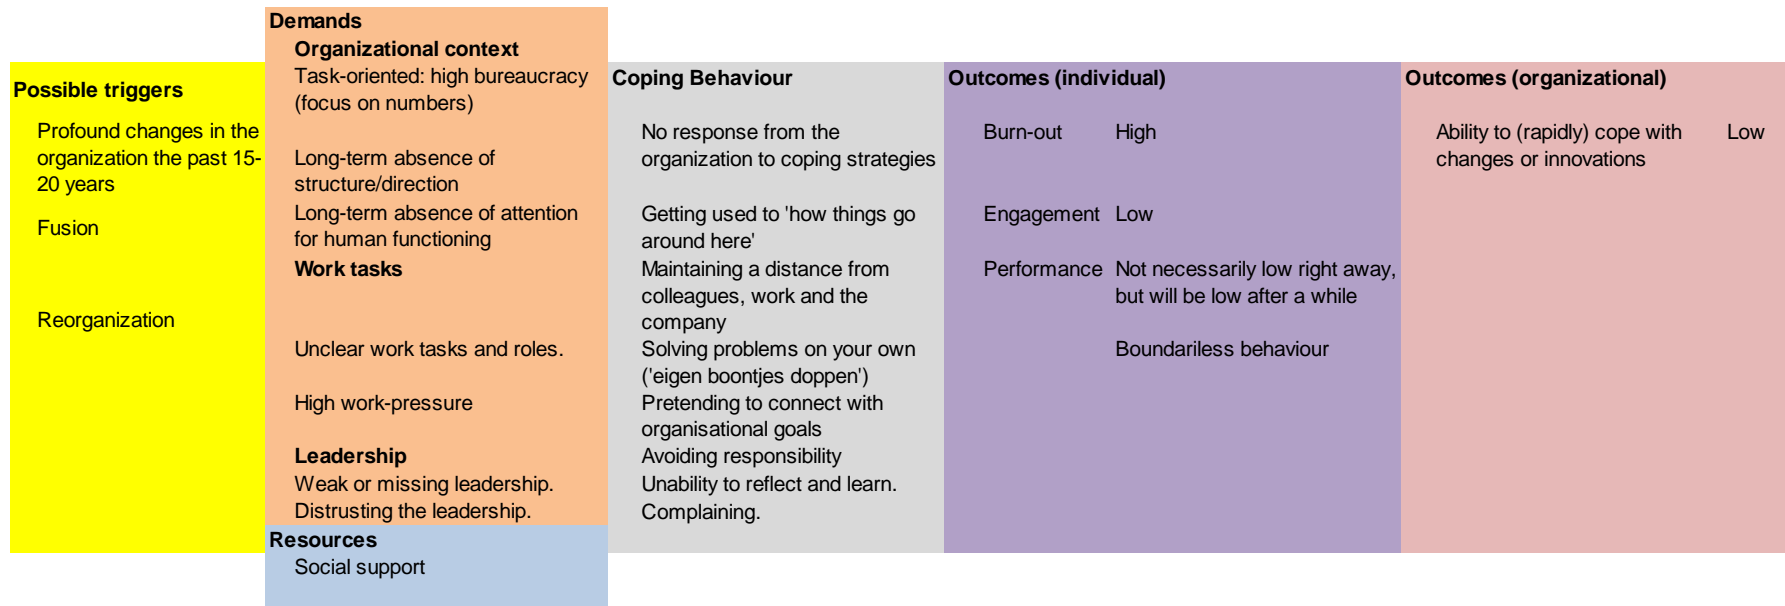 Possible triggers
Profound changes in the
organization the past 15-
20 years
Fusion
Reorganization
Demands
Organizational context
Task-oriented: high bureaucracy
(focus on numbers)
Long-term absence of
structure/direction
Long-term absence of attention
for human functioning
Work tasks
Unclear work tasks and roles.
High work-pressure
Leadership
Weak or missing leadership.
Distrusting the leadership.
Resources
Social support
Coping Behaviour
No response from the
organization to coping strategies
Getting used to 'how things go
around here'
Maintaining a distance from
colleagues, work and the
company
Solving problems on your own
('eigen boontjes doppen')
Pretending to connect with
organisational goals
Avoiding responsibility
Unability to reflect and learn.
Complaining.
Outcomes (individual)
Burn-out High
Engagement Low
Performance Not necessarily low right away,
but will be low after a while
Boundariless behaviour
Outcomes (organizational)
Ability to (rapidly) cope with Low
changes or innovations